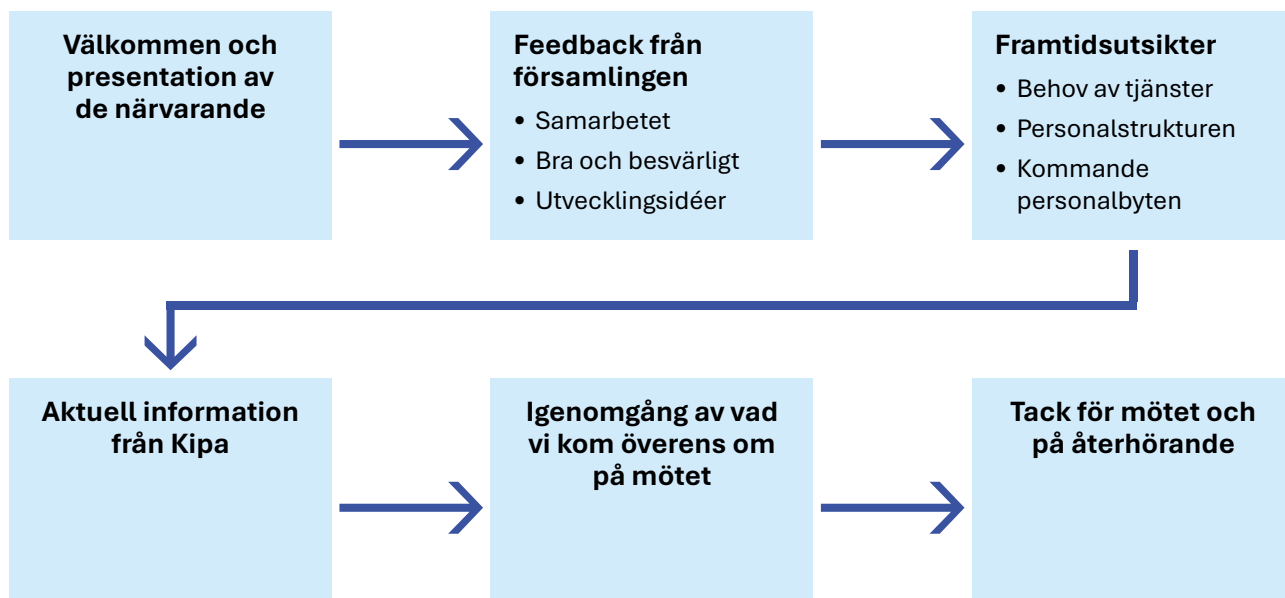 Välkommen och
presentation av
de närvarande
Feedback från
församlingen
• Samarbetet
• Bra och besvärligt
• Utvecklingsidéer
Framtidsutsikter
• Behov av tjänster
• Personalstrukturen
• Kommande
personalbyten
Aktuell information
från Kipa
Igenomgång av vad
vi kom överens om
på mötet
Tack för mötet och
på återhörande